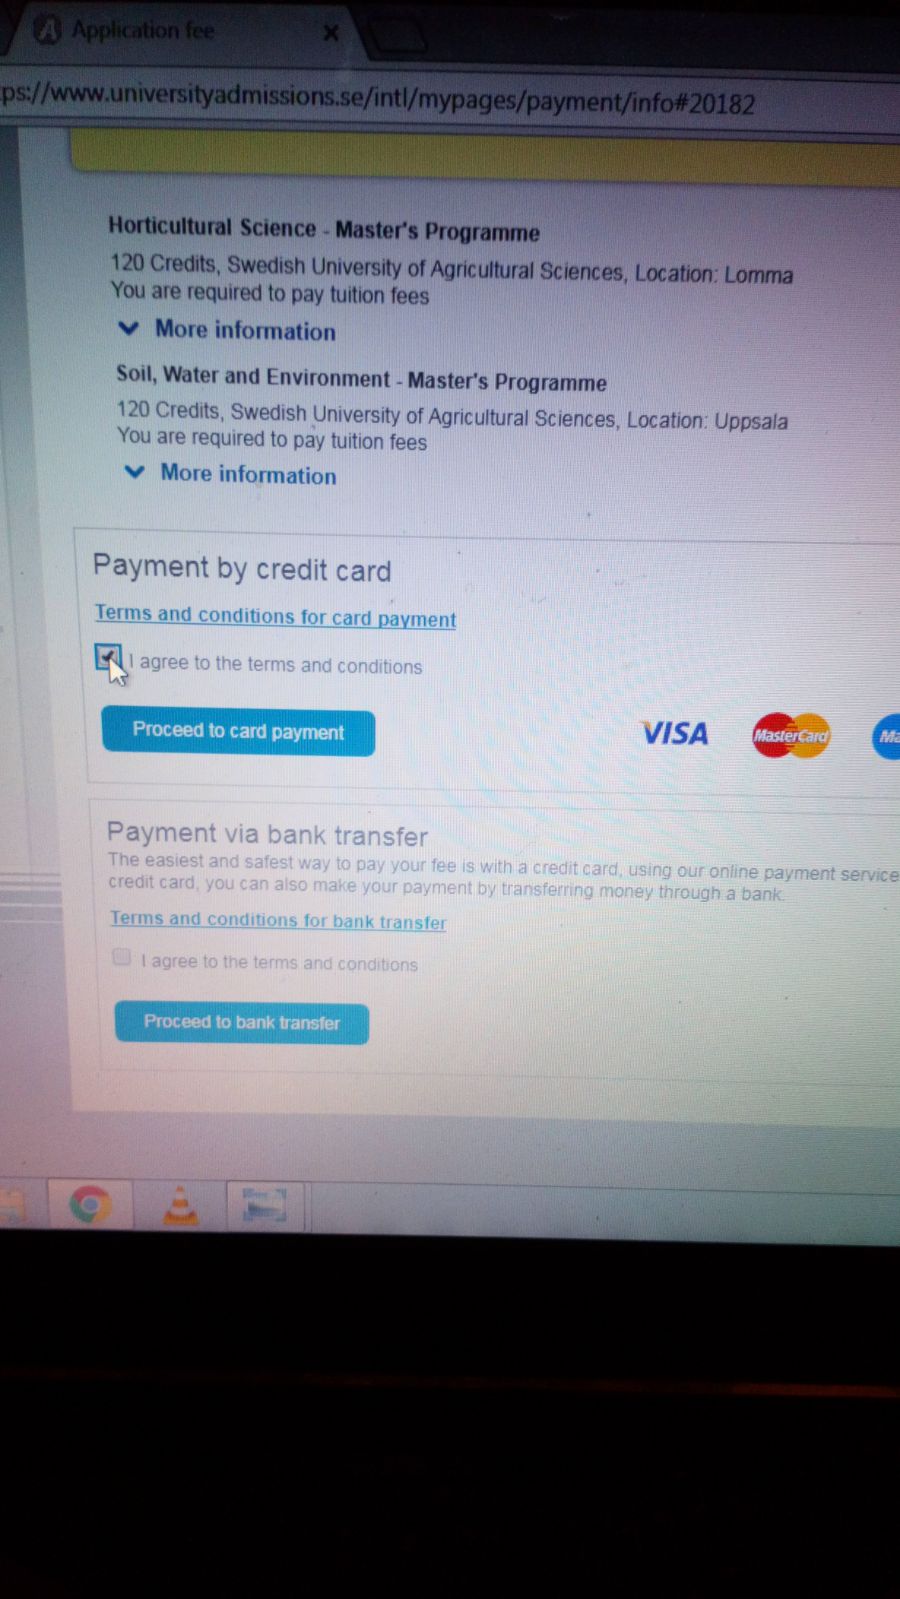 Application fee
ps://www.universityadmissions.se/intl/mypages/payment/info#20182
Horticultural Science - Master's Programme
120 Credits, Swedish University of Agricultural Sciences, Location: Lomma
You are required to pay tuition fees
More information
Soil, Water and Environment - Master's Programme
120 Credits, Swedish University of Agricultural Sciences, Location: Uppsala
You are required to pay tuition fees
More information
Payment by credit card
Terms and conditions for card payment
I agree to the terms and conditions
Proceed to card payment
VISA MasterCard Ma
Payment via bank transfer
The easiest and safest way to pay your fee is with a credit card, using our online payment service
credit card, you can also make your payment by transferring money through a bank.
Terms and conditions for bank transfer
I agree to the terms and conditions
Proceed to bank transfer